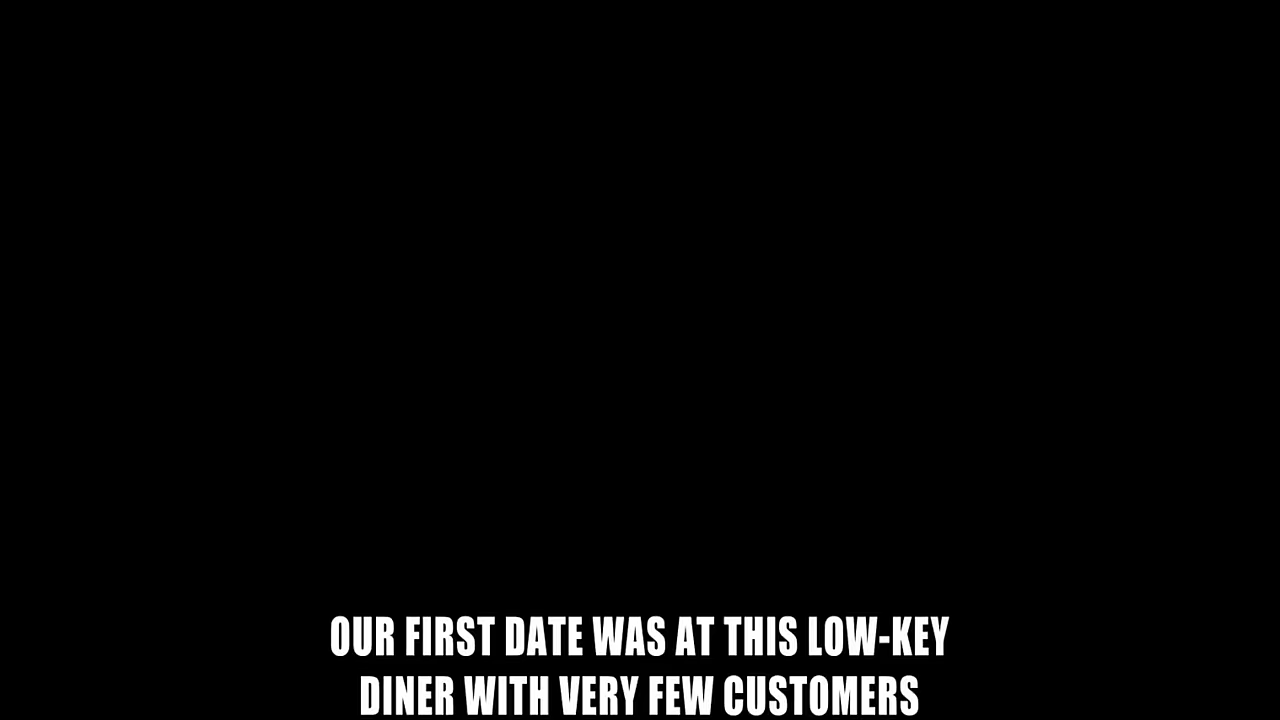 OUR FIRST DATE WAS AT THIS LOW-KEY
DINER WITH VERY FEW CUSTOMERS